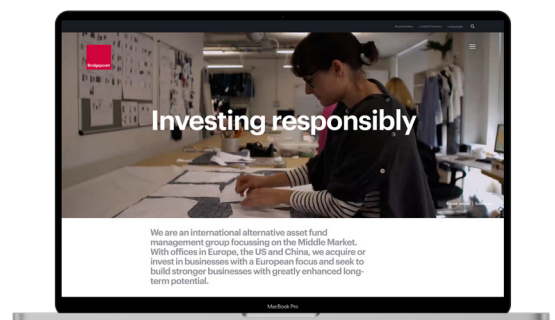 Bridgepoint
Investing responsibly
We are an international alternative asset fund
management group focussing on the Middle Market.
With offices in Europe, the US and China, we acquire or
invest in businesses with a European focus and seek to
build stronger businesses with greatly enhanced long-
term potential.
MacBook Pro